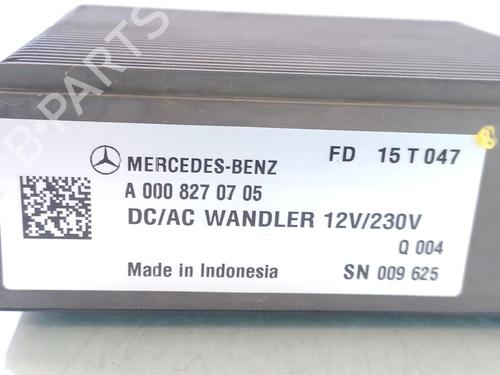 B-PARTS
MERCEDES-BENZ FD 15 T 047
A 000 827 07 05
DC/AC WANDLER 12V/230V
Q 004
Made in Indonesia SN 009 625